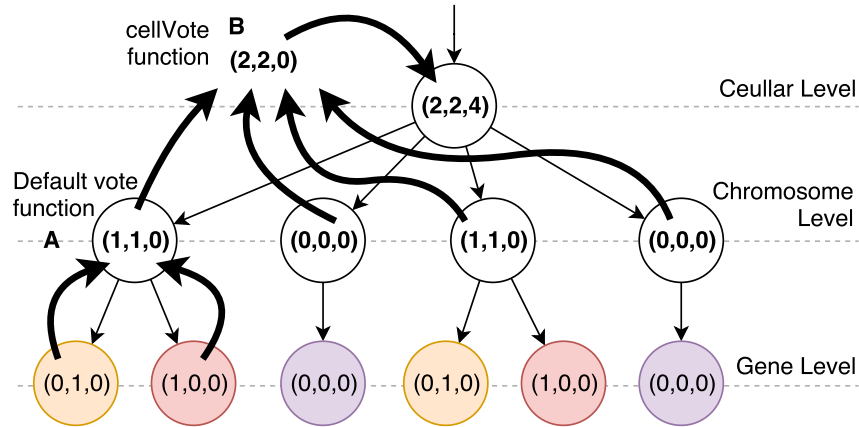 cellVote B
function (2,2,0)
(2,2,4) Ceullar Level
Default vote
function
A (1,1,0) (0,0,0) (1,1,0) (0,0,0)
Chromosome
Level
(0,1,0) (1,0,0) (0,0,0) (0,1,0) (1,0,0) (0,0,0)
Gene Level